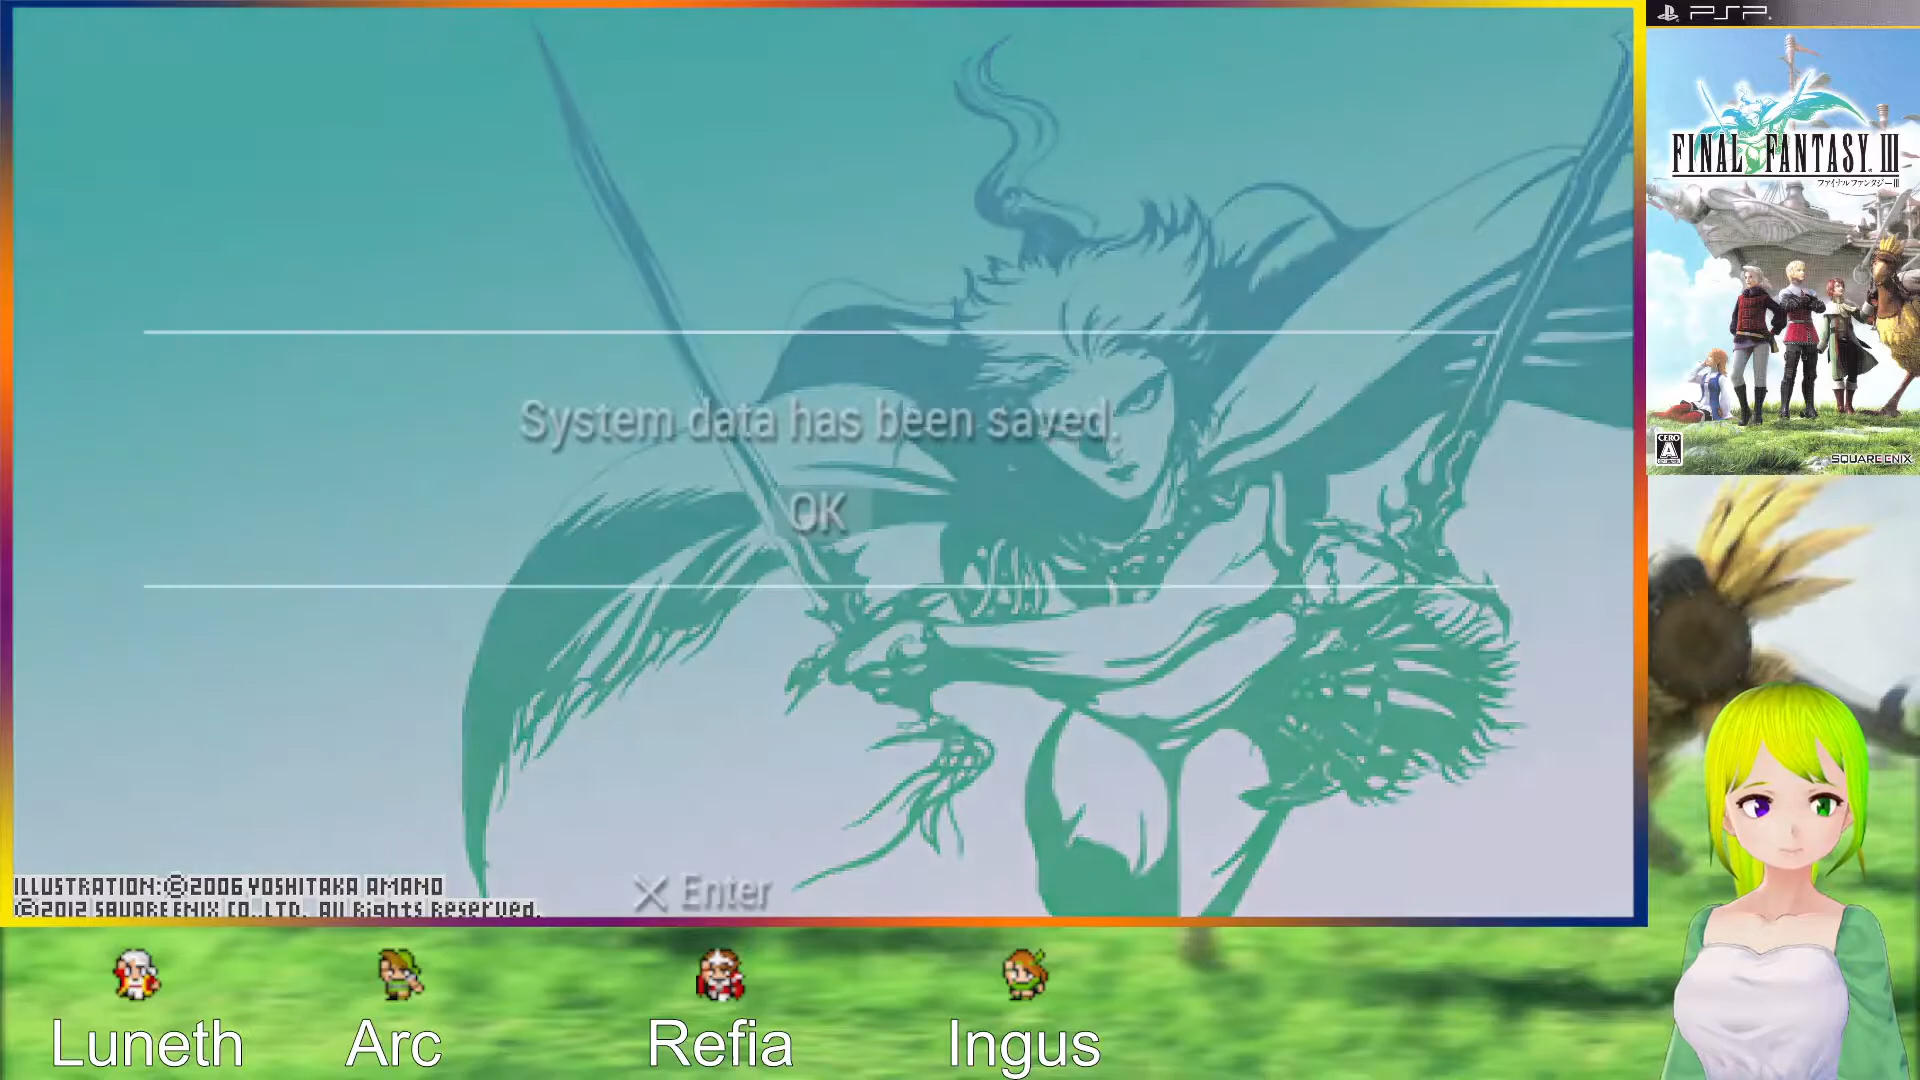 System data has been saved.
OK
ILLUSTRATION:©2006 YOSHITAKA AMANO
©2012 SQUARE ENIX CO.,LTD. All Rights Reserved.
Enter
PSP
FINAL FANTASY III
ファイナルファンタジーIII
CERO
A
SQUARE ENIX
Luneth
Arc
Refia
Ingus